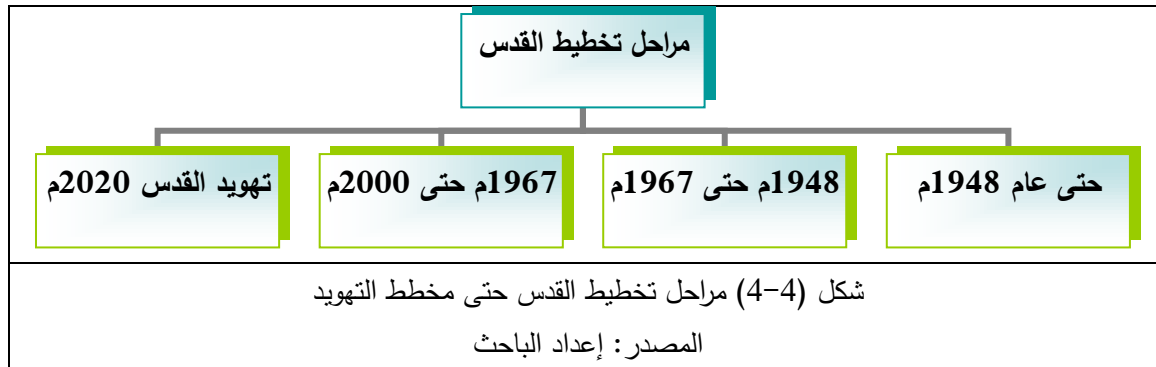 مراحل تخطيط القدس
حتى عام 1948م
1948م حتى 1967م
1967م حتى 2000م
تهويد القدس 2020م
شكل (4-4) مراحل تخطيط القدس حتى مخطط التهويد
المصدر: إعداد الباحث